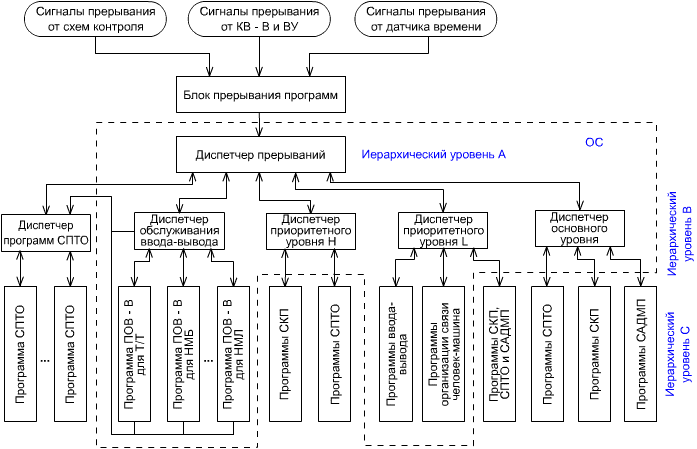 Сигналы прерывания
от схем контроля
Сигналы прерывания
от КВ - В и ВУ
Сигналы прерывания
от датчика времени
Блок прерывания программ
ОС
Диспетчер прерываний
Иерархический уровень А
Диспетчер
программ СПТО
Диспетчер
обслуживания
ввода-вывода
Диспетчер
приоритетного
уровня H
Диспетчер
приоритетного
уровня L
Диспетчер
основного
уровня
Иерархический
уровень В
Программа СПТО
...
Программа СПТО
Программа ПОВ - В
для Т/Т
Программа ПОВ - В
для НМБ
...
Программа ПОВ - В
для НМЛ
Программы СКП
Программы СПТО
Программы ввода-
вывода
Программы
организации связи
человек-машина
Программы СКП,
СПТО и САДМП
Программы СПТО
Программы СКП
Программы САДМП
Иерархический
уровень С